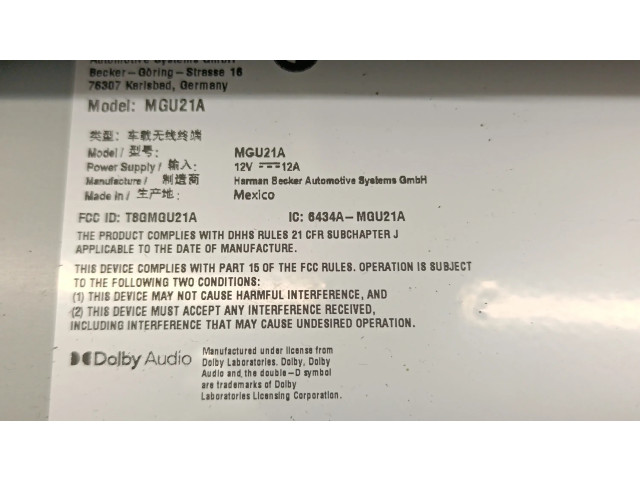 Automotive Systems GmbH
Becker-Göring-Strasse 16
76307 Karlsbad, Germany
Model: MGU21A
类型: 车载无线终端
Model / 型号: MGU21A
Power Supply / 输入: 12V ⎓ 12A
Manufacture / 制造商 Harman Becker Automotive Systems GmbH
Made in / 生产地: Mexico
FCC ID: T8GMGU21A IC: 6434A-MGU21A
THE PRODUCT COMPLIES WITH DHHS RULES 21 CFR SUBCHAPTER J
APPLICABLE TO THE DATE OF MANUFACTURE.
THIS DEVICE COMPLIES WITH PART 15 OF THE FCC RULES. OPERATION IS SUBJECT
TO THE FOLLOWING TWO CONDITIONS:
(1) THIS DEVICE MAY NOT CAUSE HARMFUL INTERFERENCE, AND
(2) THIS DEVICE MUST ACCEPT ANY INTERFERENCE RECEIVED,
INCLUDING INTERFERENCE THAT MAY CAUSE UNDESIRED OPERATION.
Dolby Audio
Manufactured under license from
Dolby Laboratories. Dolby, Dolby
Audio and the double-D symbol
are trademarks of Dolby
Laboratories Licensing Corporation.